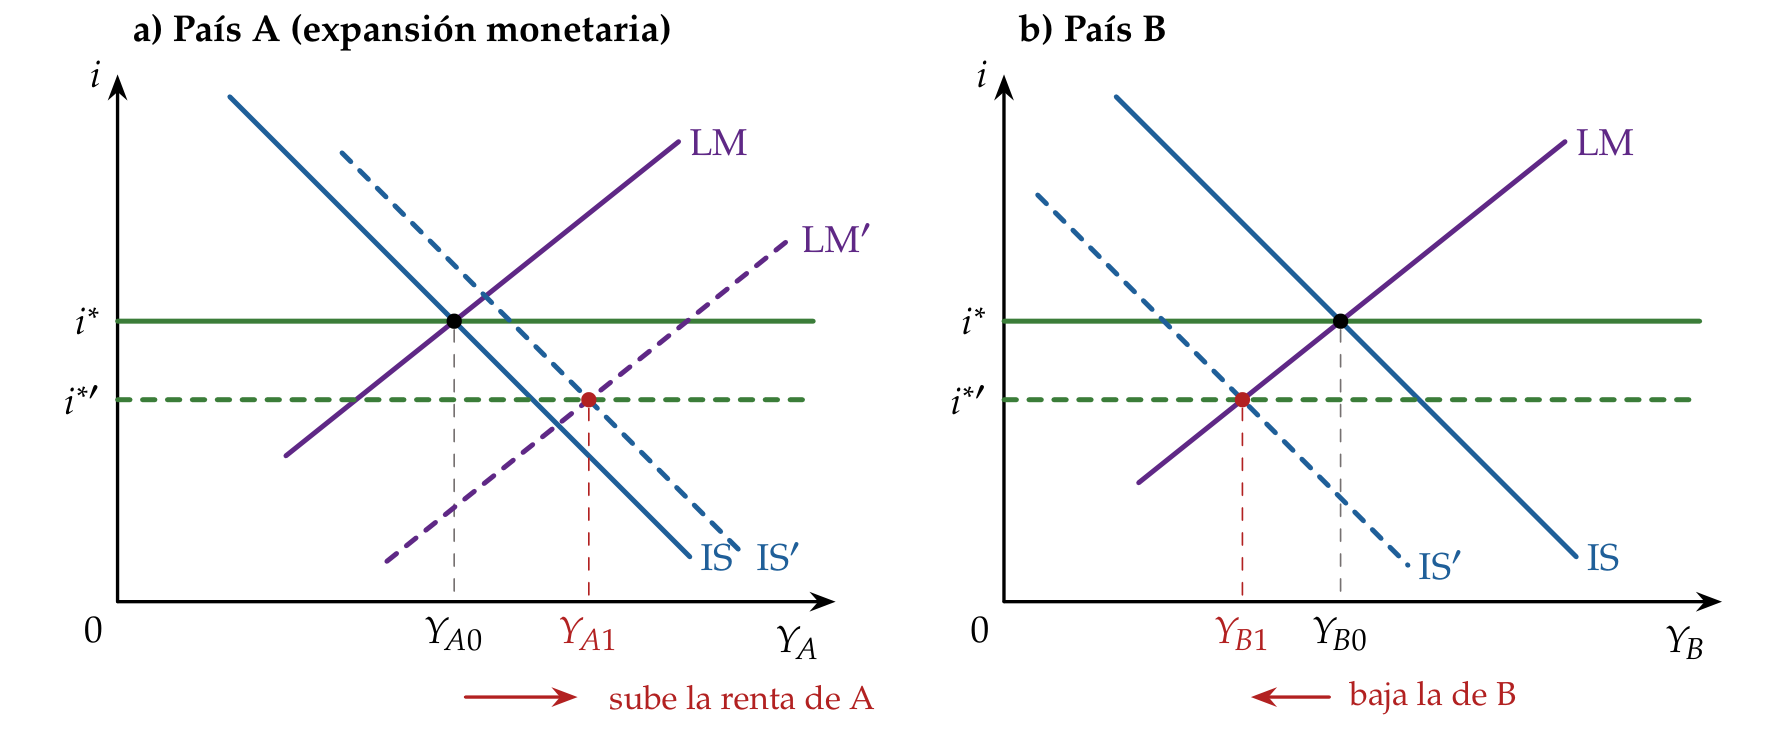 a) País A (expansión monetaria)
i
LM
LM′
i*
i*′
IS IS′
0
Y_A0
Y_A1
Y_A
sube la renta de A
b) País B
i
LM
i*
i*′
IS′
IS
0
Y_B1
Y_B0
Y_B
baja la de B